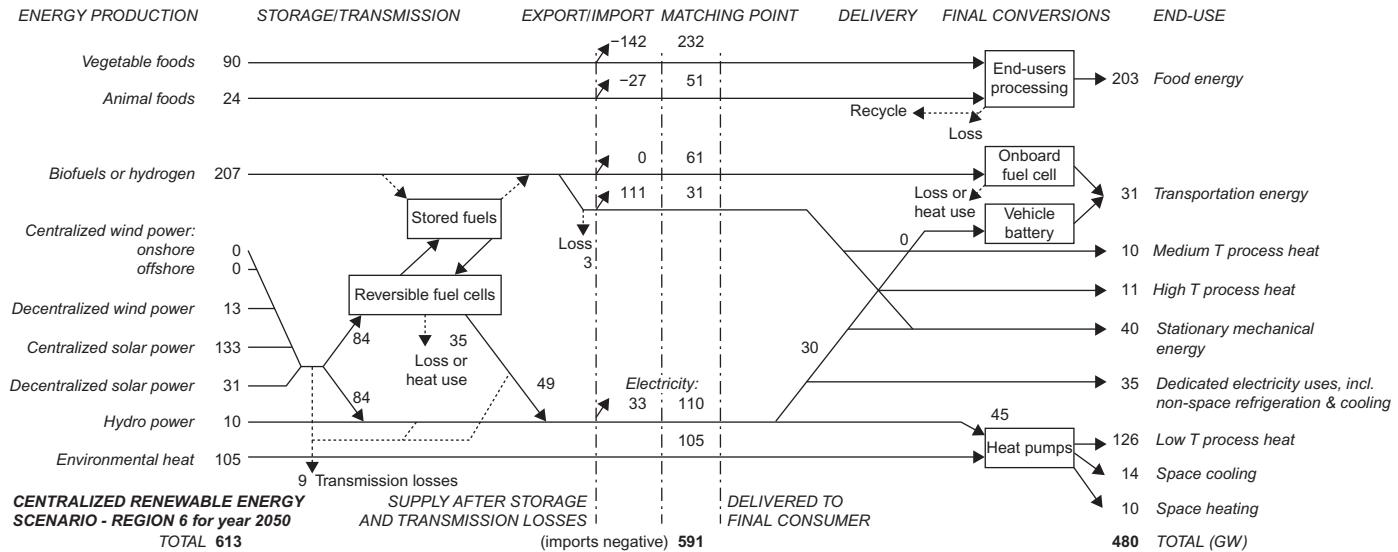 ENERGY PRODUCTION STORAGE/TRANSMISSION EXPORT/IMPORT MATCHING POINT DELIVERY FINAL CONVERSIONS END-USE
−142 232
Vegetable foods 90
End-users
processing
203 Food energy
−27 51
Animal foods 24
Recycle
Loss
0 61
Onboard
fuel cell
Biofuels or hydrogen 207
111 31
Loss or
heat use
31 Transportation energy
Stored fuels
Vehicle
battery
Centralized wind power:
onshore 0
offshore 0
Loss
3
0
10 Medium T process heat
Reversible fuel cells
11 High T process heat
Decentralized wind power 13
84
35
Loss or
heat use
40 Stationary mechanical
energy
Centralized solar power 133
30
Decentralized solar power 31
84
49
Electricity:
33 110
35 Dedicated electricity uses, incl.
non-space refrigeration & cooling
Hydro power 10
45
105
Heat pumps
126 Low T process heat
Environmental heat 105
14 Space cooling
9 Transmission losses
CENTRALIZED RENEWABLE ENERGY
SCENARIO - REGION 6 for year 2050
SUPPLY AFTER STORAGE
AND TRANSMISSION LOSSES
DELIVERED TO
FINAL CONSUMER
10 Space heating
TOTAL 613 (imports negative) 591 480 TOTAL (GW)